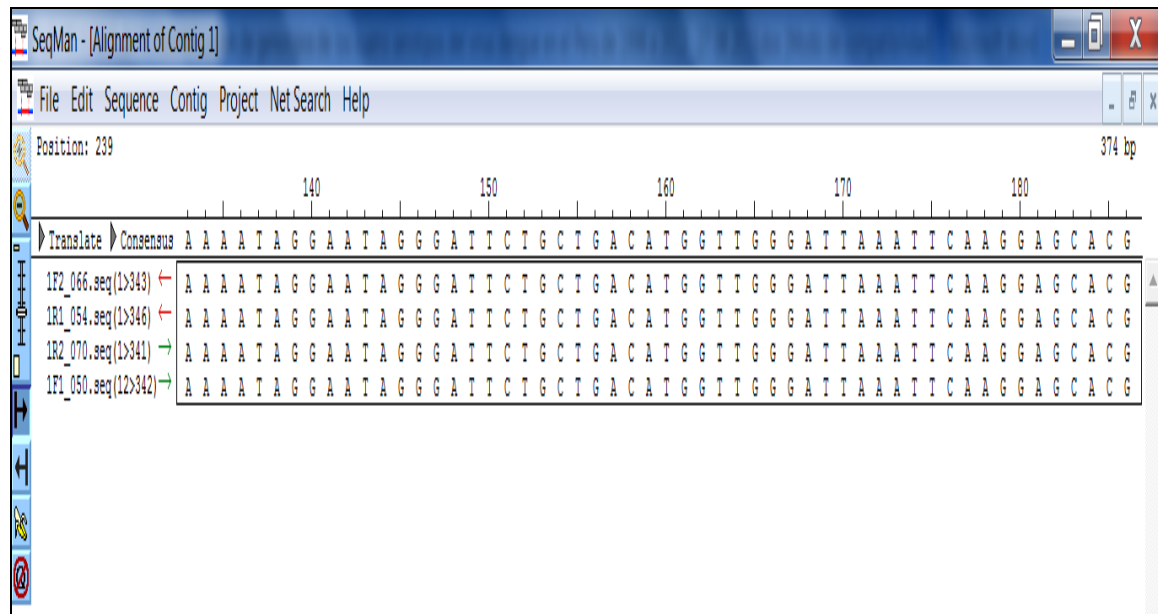 SeqMan - [Alignment of Contig 1]
File Edit Sequence Contig Project Net Search Help
Position: 239 374 bp
140 150 160 170 180
Translate Consensus A A A A T A G G A A T A G G G A T T C T G C T G A C A T G G T T G G G A T T A A A T T C A A G G A G C A C G
1F2_066.seq(1>343) ← A A A A T A G G A A T A G G G A T T C T G C T G A C A T G G T T G G G A T T A A A T T C A A G G A G C A C G
1R1_054.seq(1>346) ← A A A A T A G G A A T A G G G A T T C T G C T G A C A T G G T T G G G A T T A A A T T C A A G G A G C A C G
1R2_070.seq(1>341) → A A A A T A G G A A T A G G G A T T C T G C T G A C A T G G T T G G G A T T A A A T T C A A G G A G C A C G
1F1_050.seq(12>342) → A A A A T A G G A A T A G G G A T T C T G C T G A C A T G G T T G G G A T T A A A T T C A A G G A G C A C G